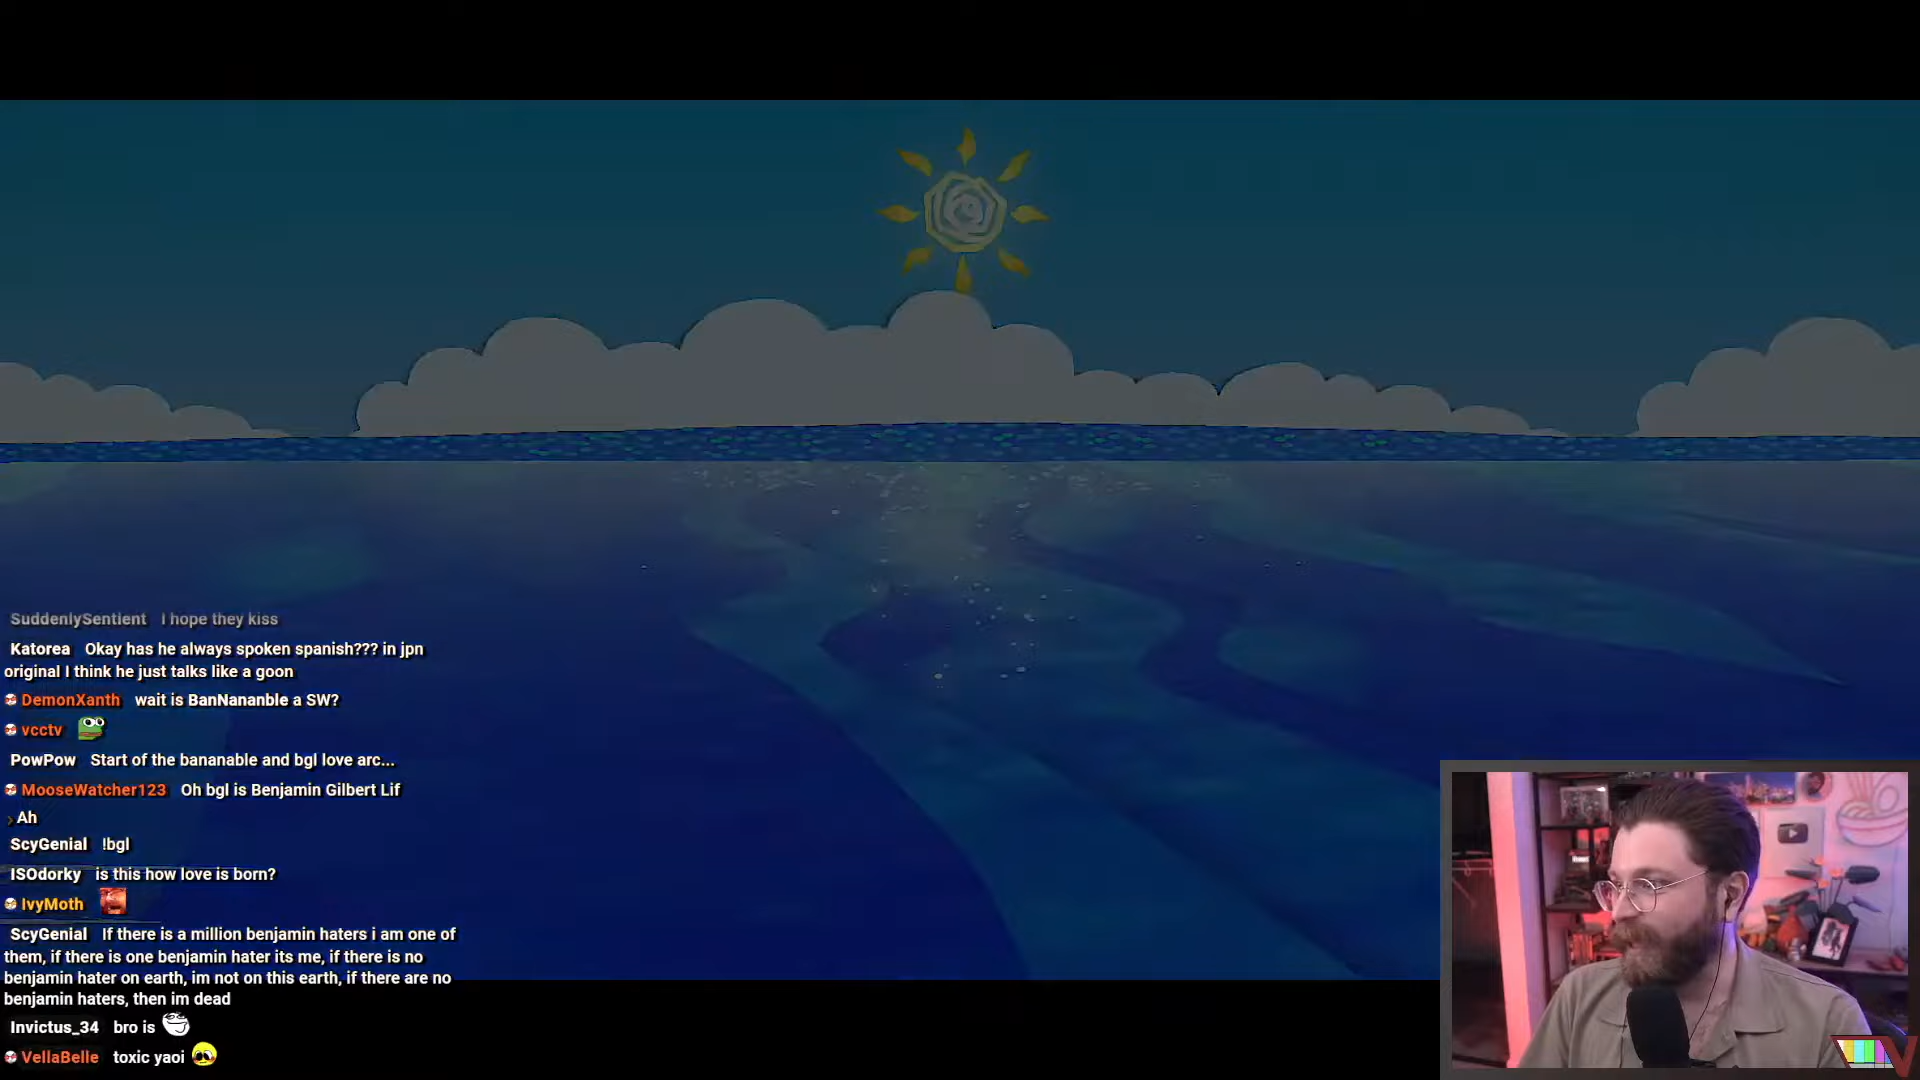 SuddenlySentient I hope they kiss
Katorea Okay has he always spoken spanish??? in jpn
original I think he just talks like a goon
DemonXanth wait is BanNananble a SW?
vcctv
PowPow Start of the bananable and bgl love arc...
MooseWatcher123 Oh bgl is Benjamin Gilbert Lif
Ah
ScyGenial !bgl
ISOdorky is this how love is born?
IvyMoth
ScyGenial If there is a million benjamin haters i am one of
them, if there is one benjamin hater its me, if there is no
benjamin hater on earth, im not on this earth, if there are no
benjamin haters, then im dead
Invictus_34 bro is
VellaBelle toxic yaoi
V